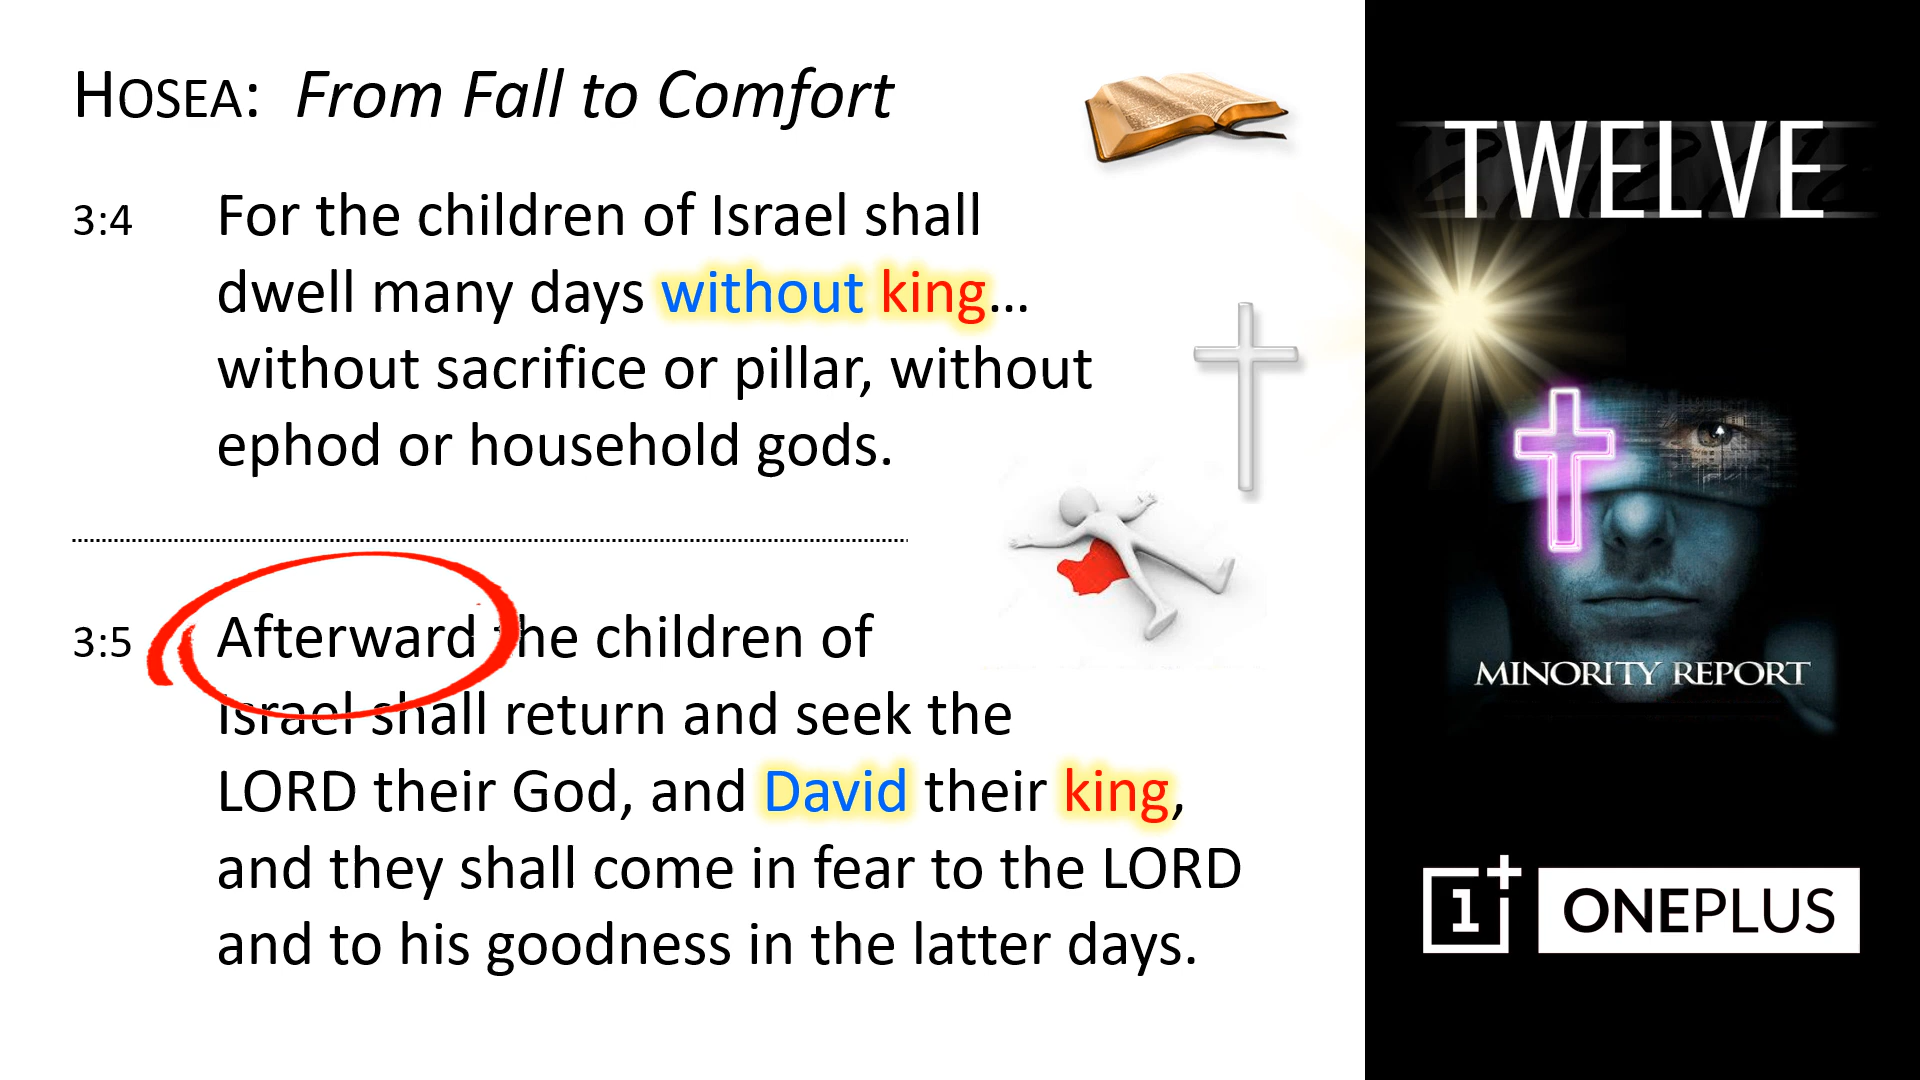 HOSEA: From Fall to Comfort
3:4 For the children of Israel shall
dwell many days without king...
without sacrifice or pillar, without
ephod or household gods.
3:5 Afterward the children of
Israel shall return and seek the
LORD their God, and David their king,
and they shall come in fear to the LORD
and to his goodness in the latter days.
TWELVE
MINORITY REPORT
1+ ONEPLUS